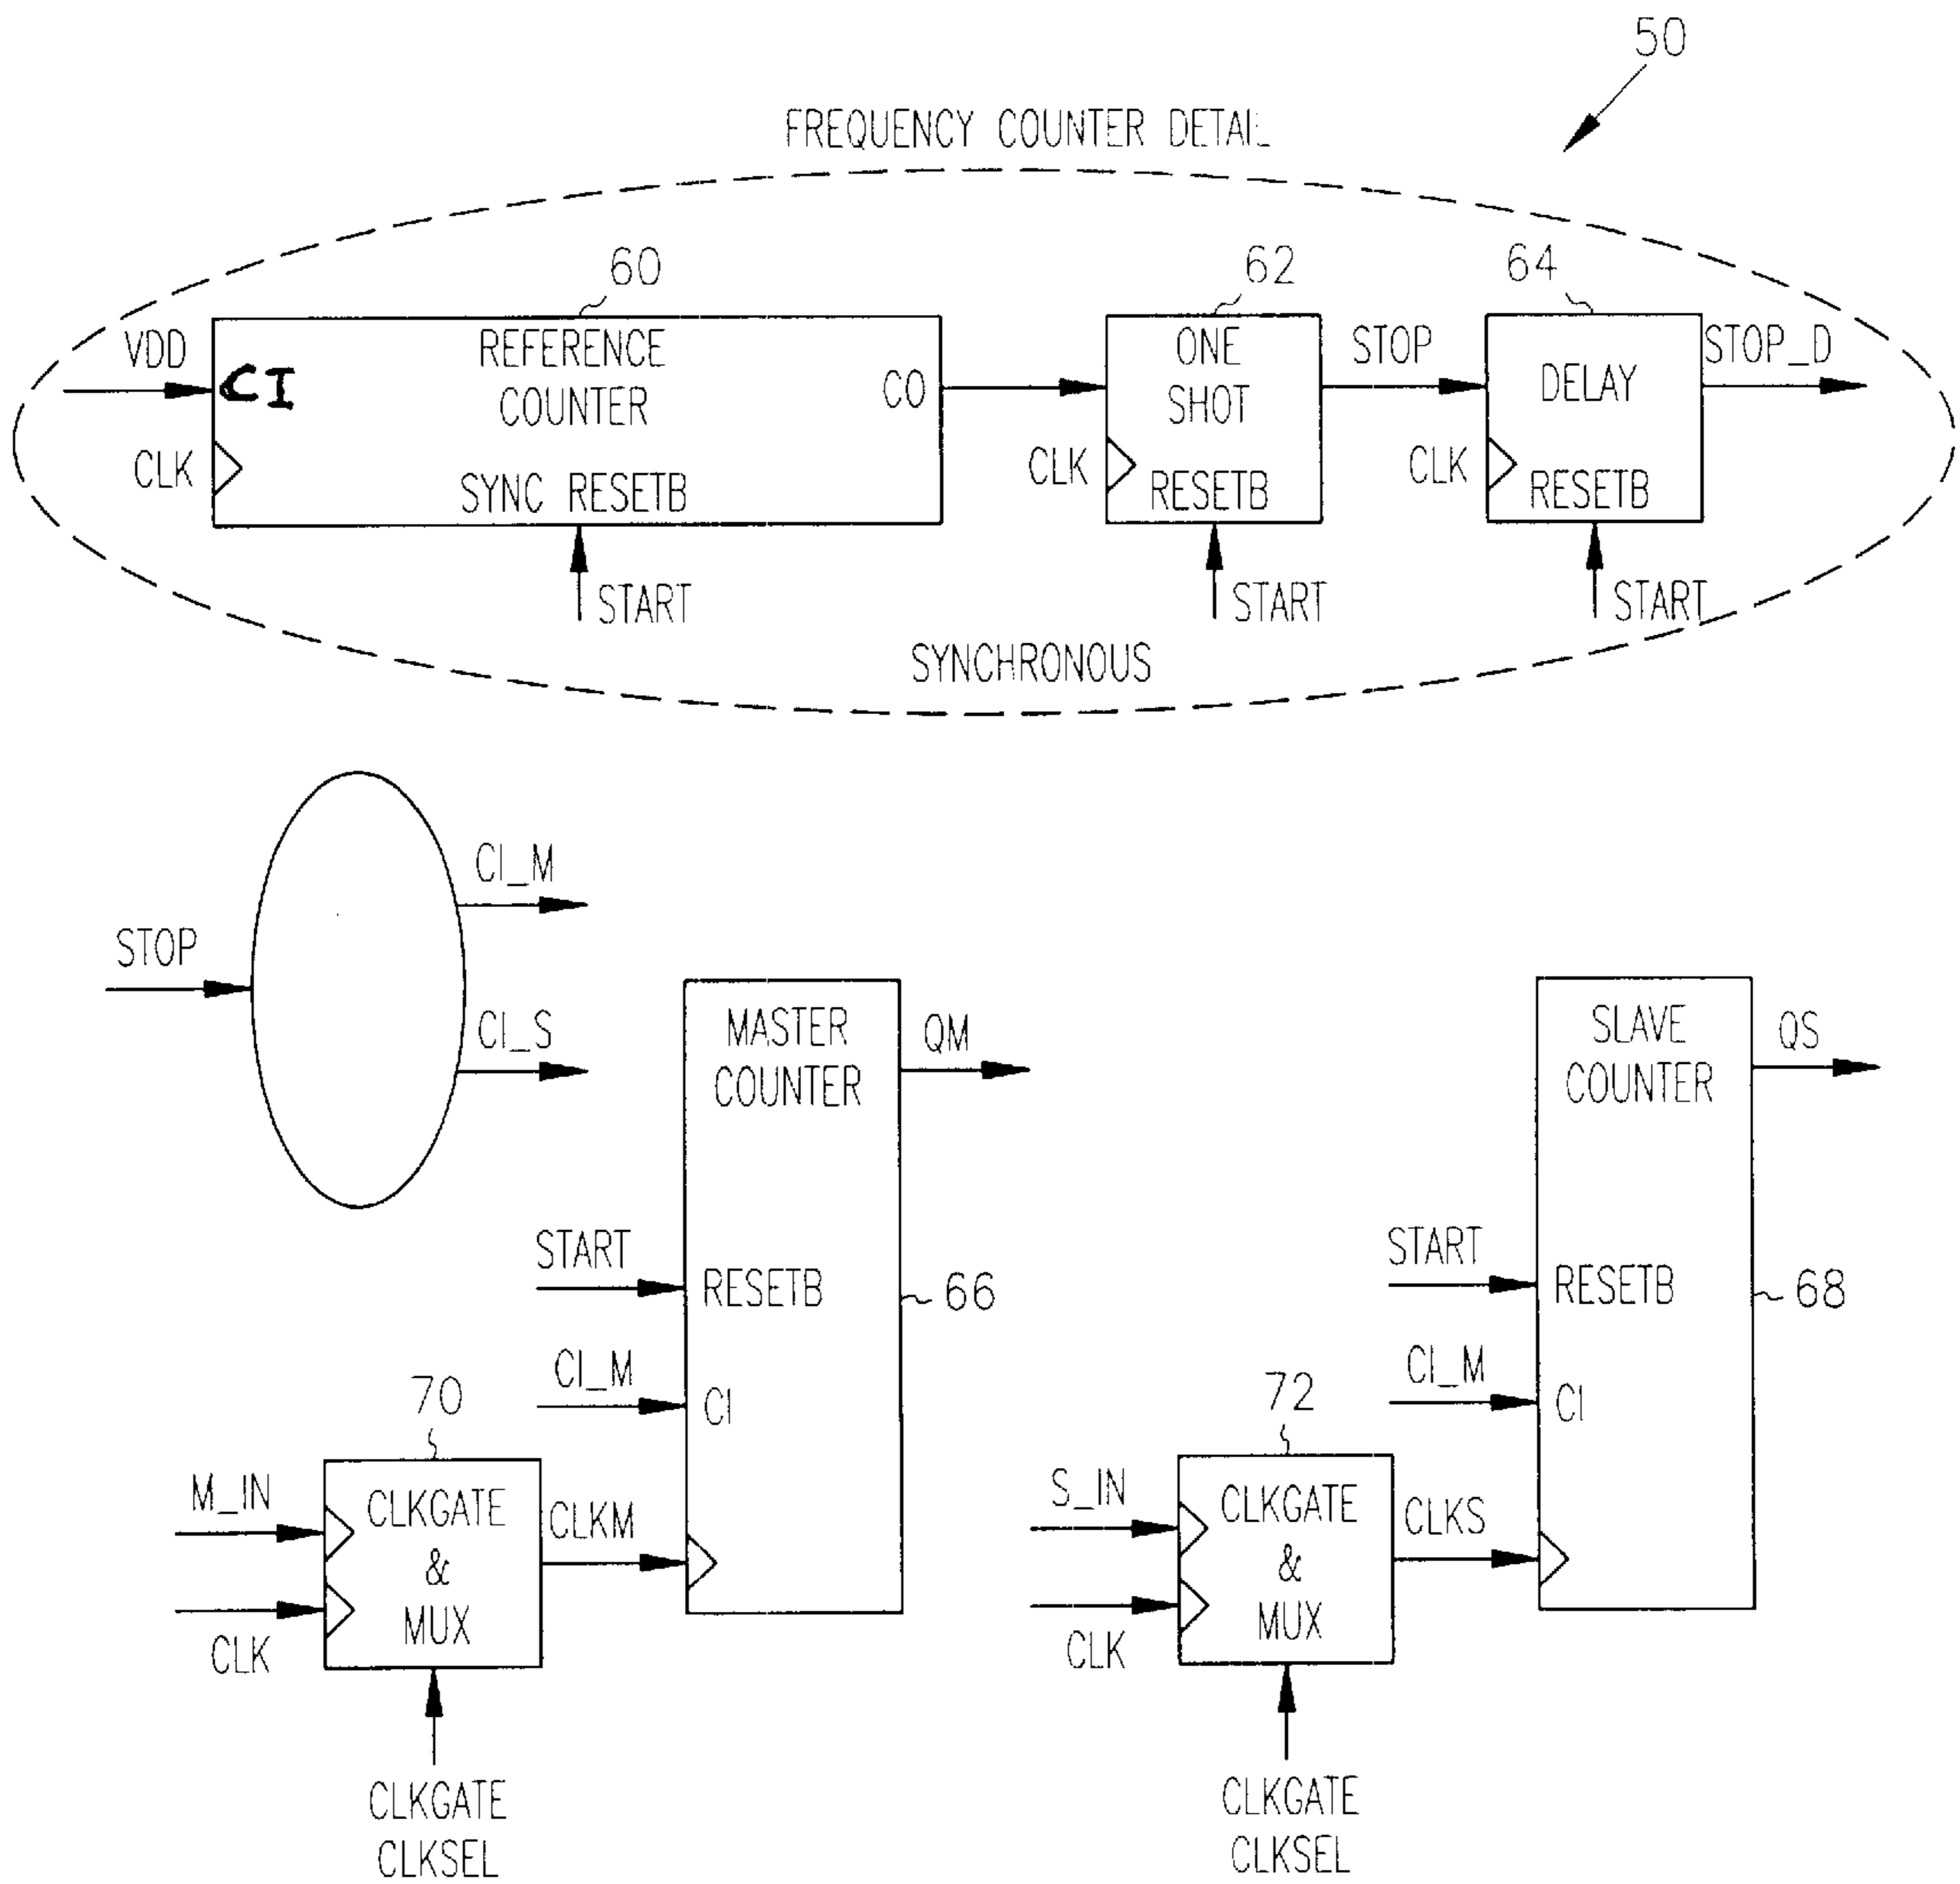 50
FREQUENCY COUNTER DETAIL
60
62
64
VDD
CI
REFERENCE
COUNTER
CO
CLK
SYNC RESETB
START
ONE
SHOT
CLK
RESETB
START
STOP
DELAY
CLK
RESETB
START
STOP_D
SYNCHRONOUS
STOP
CI_M
CI_S
MASTER
COUNTER
QM
START
RESETB
66
CI_M
CI
70
M_IN
CLK
CLKGATE
&
MUX
CLKM
CLKGATE
CLKSEL
SLAVE
COUNTER
QS
START
RESETB
68
CI_M
CI
72
S_IN
CLK
CLKGATE
&
MUX
CLKS
CLKGATE
CLKSEL